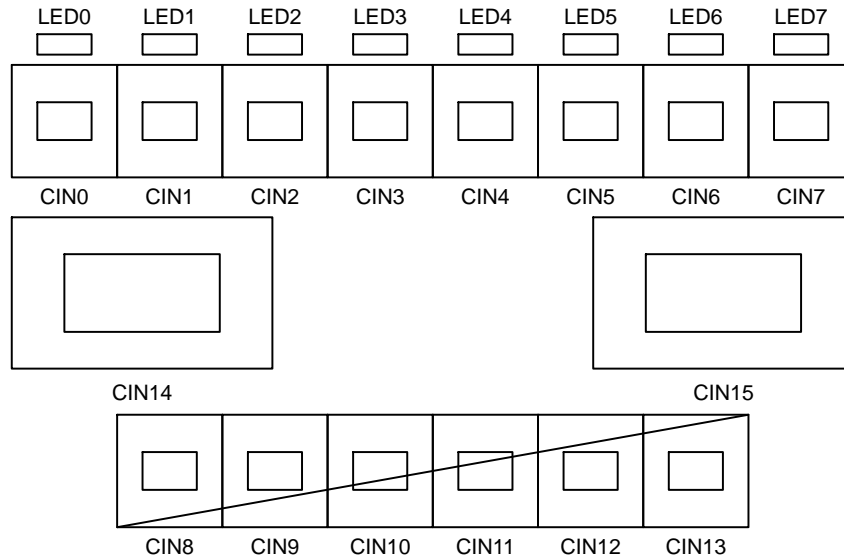 LED0 LED1 LED2 LED3 LED4 LED5 LED6 LED7
CIN0 CIN1 CIN2 CIN3 CIN4 CIN5 CIN6 CIN7
CIN14 CIN15
CIN8 CIN9 CIN10 CIN11 CIN12 CIN13